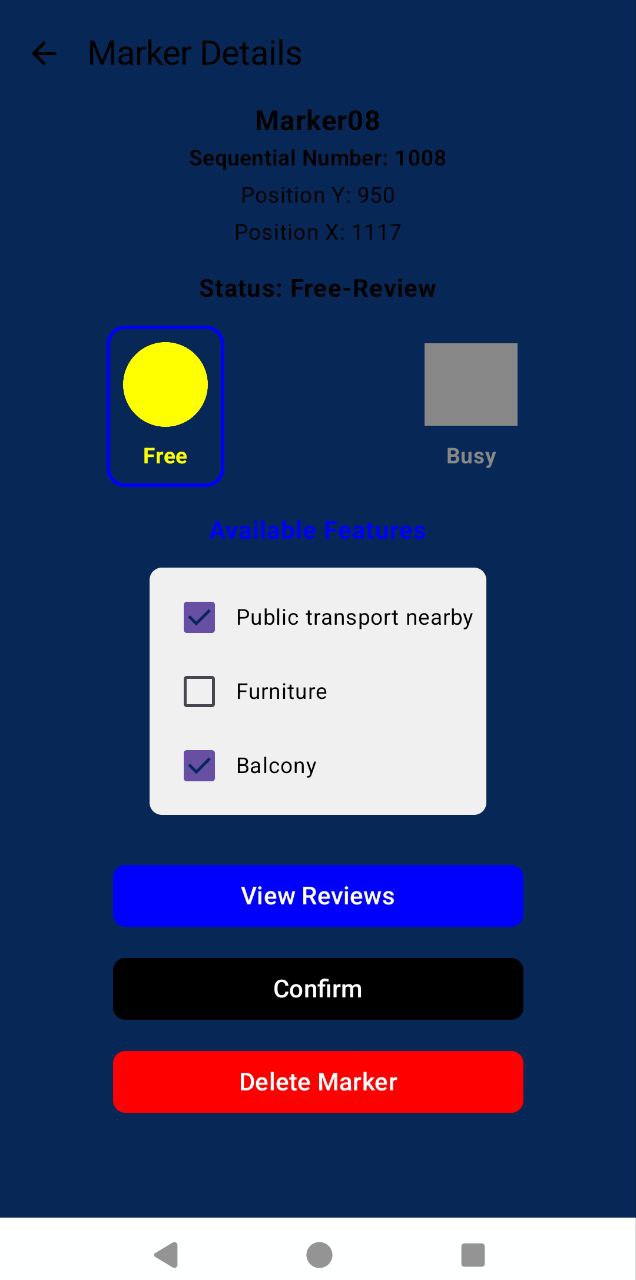 Marker Details
Marker08
Sequential Number: 1008
Position Y: 950
Position X: 1117
Status: Free-Review
Free
Busy
Available Features
Public transport nearby
Furniture
Balcony
View Reviews
Confirm
Delete Marker